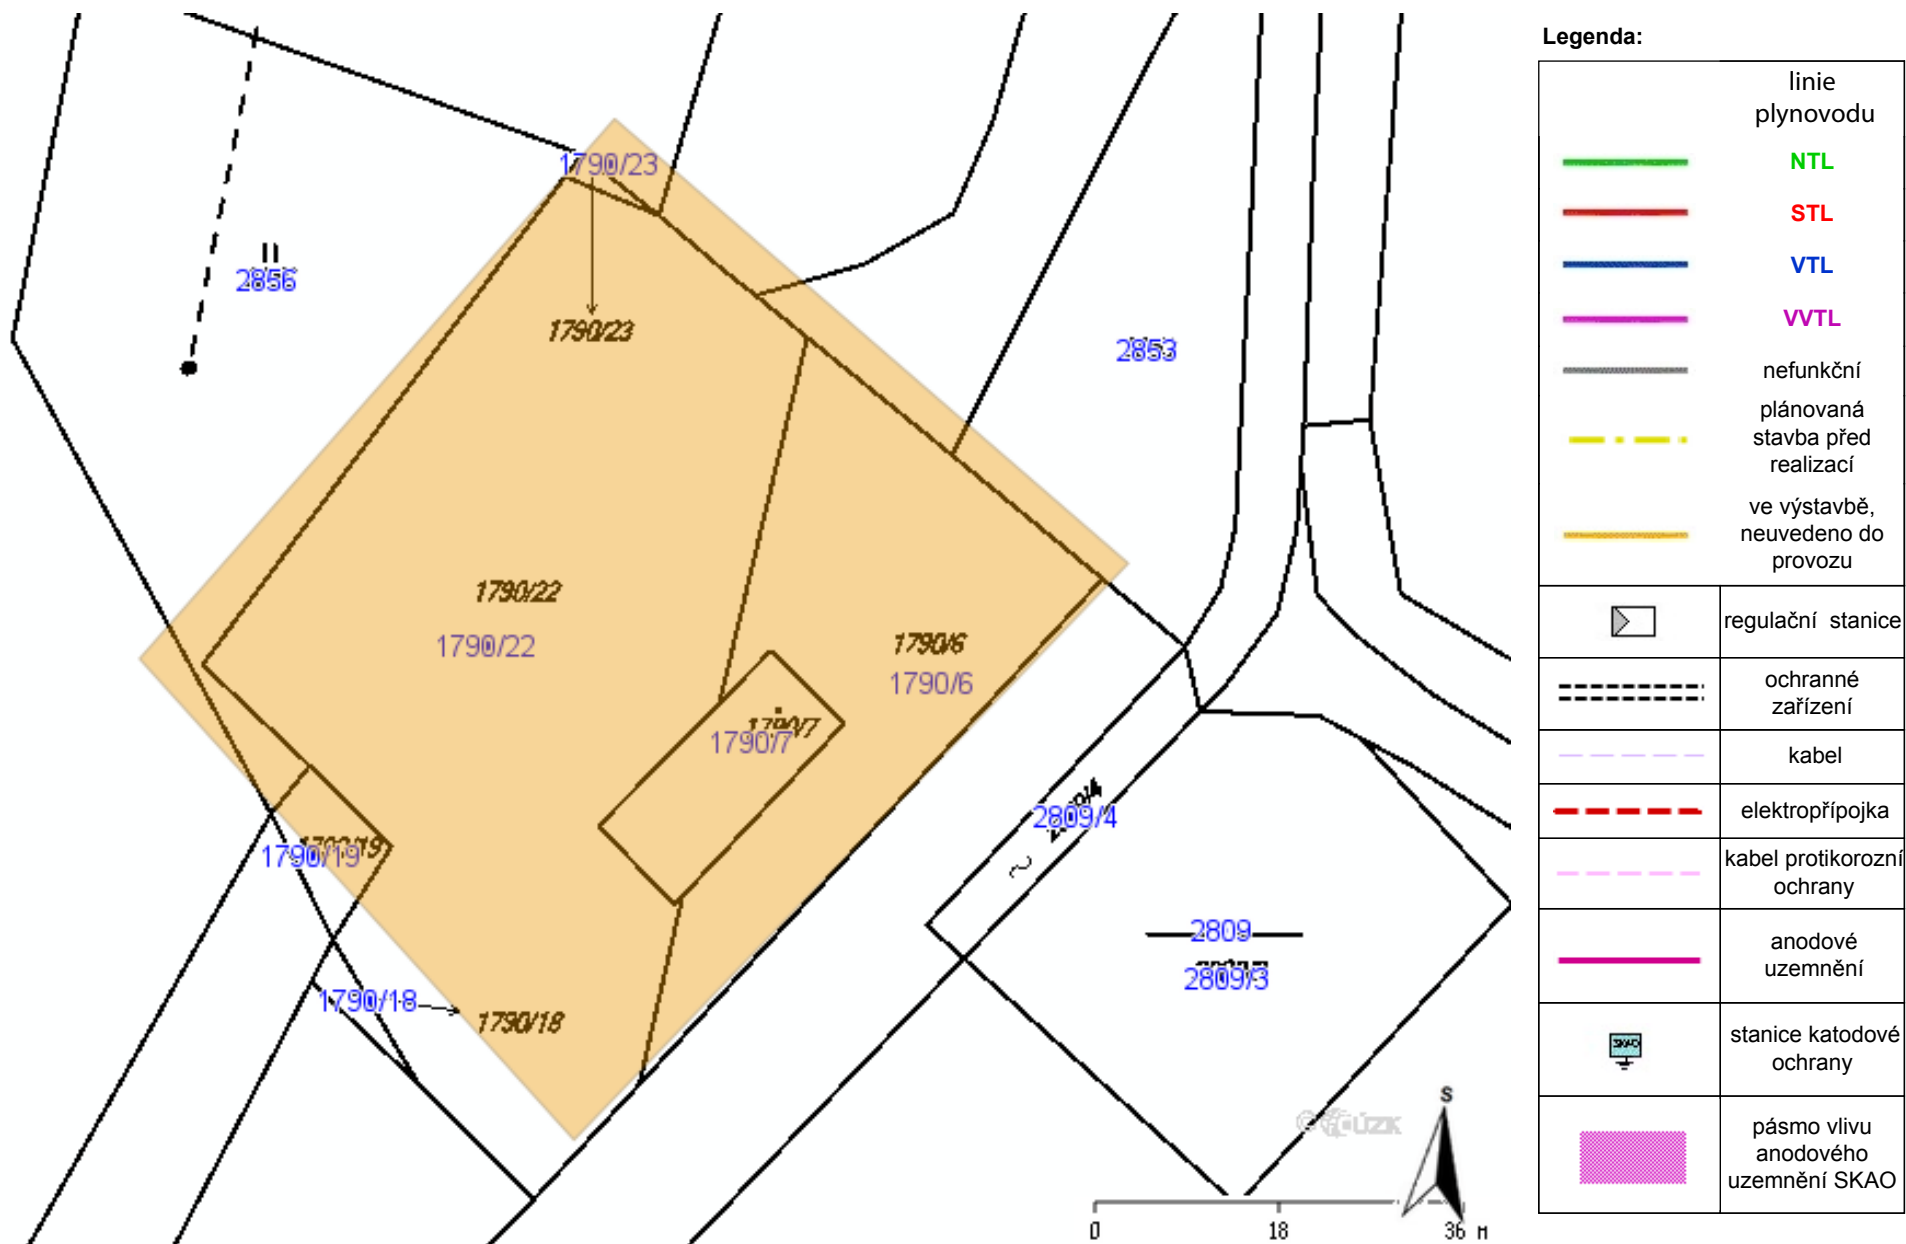 1790/23
2856
1790/23
2853
1790/22
1790/22
1790/6
1790/6
1790/7
1790/7
2809/4
1790/19
1790/19
2809
2809/3
1790/18
1790/18
S
0 18 36 M
Legenda:
linie
plynovodu
NTL
STL
VTL
VVTL
nefunkční
plánovaná
stavba před
realizací
ve výstavbě,
neuvedeno do
provozu
regulační stanice
ochranné
zařízení
kabel
elektropřípojka
kabel protikorozní
ochrany
anodové
uzemnění
SKAO
stanice katodové
ochrany
pásmo vlivu
anodového
uzemnění SKAO